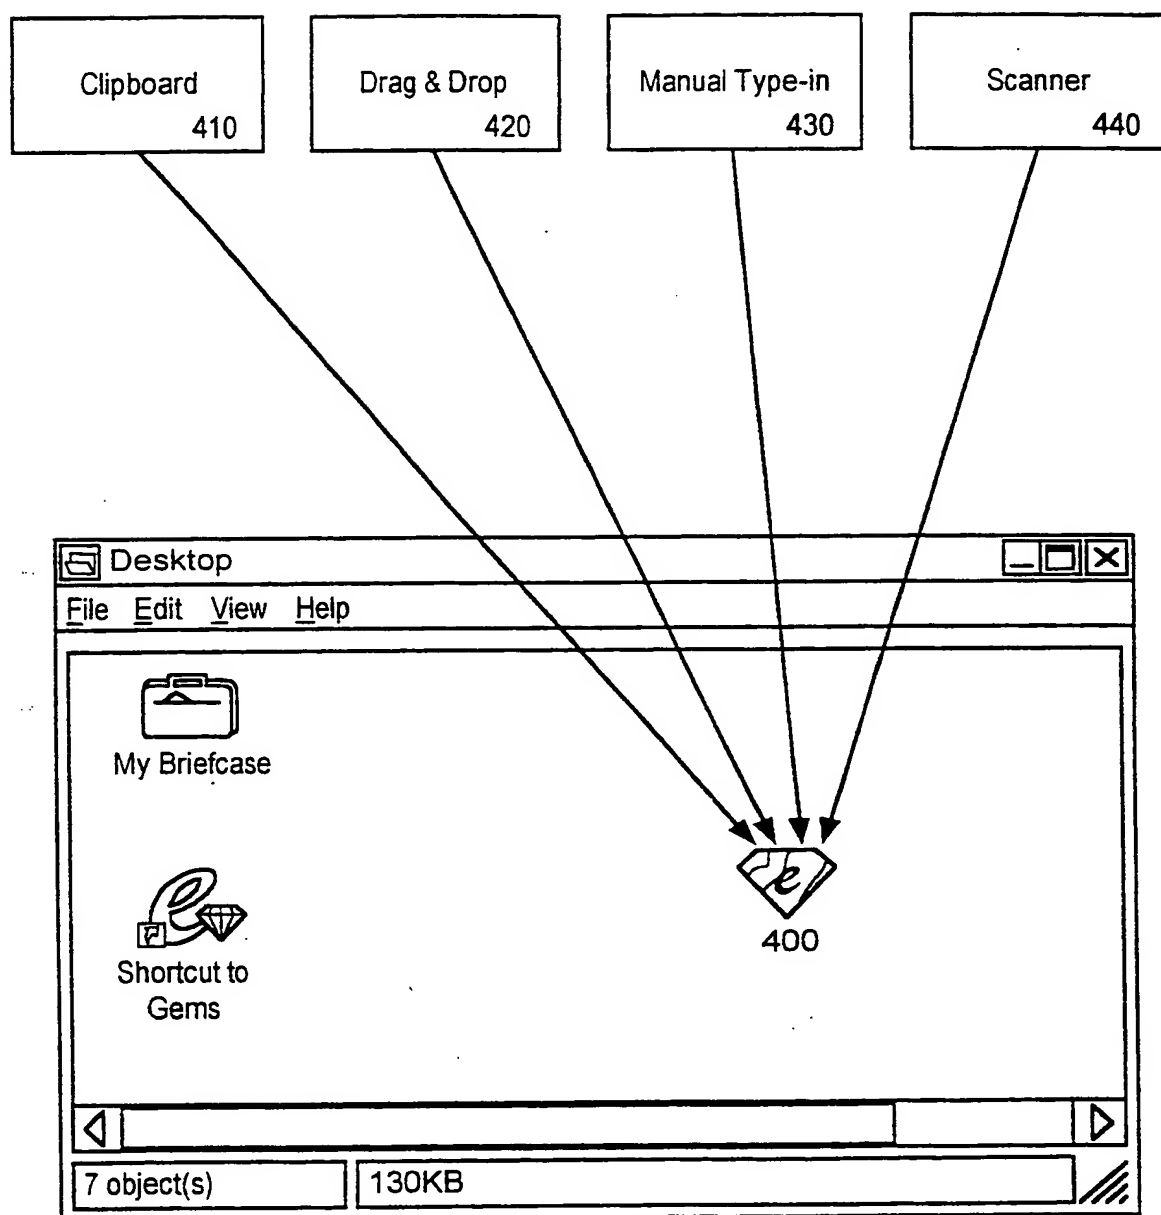 Clipboard
410
Drag & Drop
420
Manual Type-in
430
Scanner
440
Desktop
File Edit View Help
My Briefcase
e
400
e
Shortcut to
Gems
7 object(s)
130KB